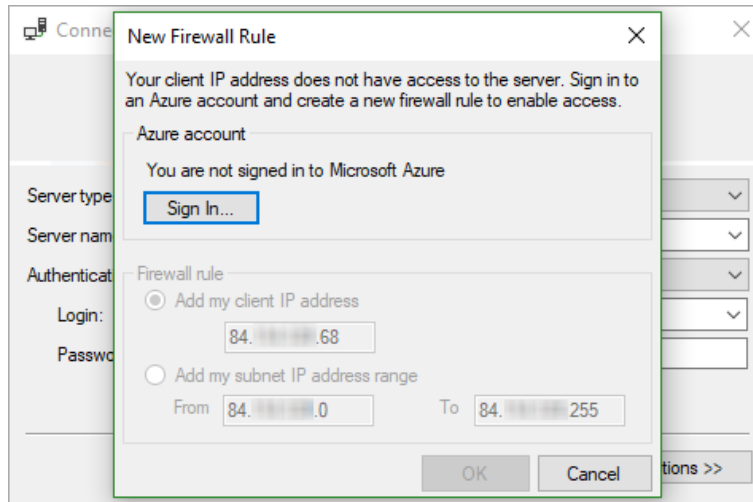 Conne
New Firewall Rule
Your client IP address does not have access to the server. Sign in to
an Azure account and create a new firewall rule to enable access.
Azure account
You are not signed in to Microsoft Azure
Sign In...
Server type
Server nam
Authenticat
Login:
Passwo
Firewall rule
Add my client IP address
84. .68
Add my subnet IP address range
From 84. .0 To 84. 255
OK Cancel
tions >>